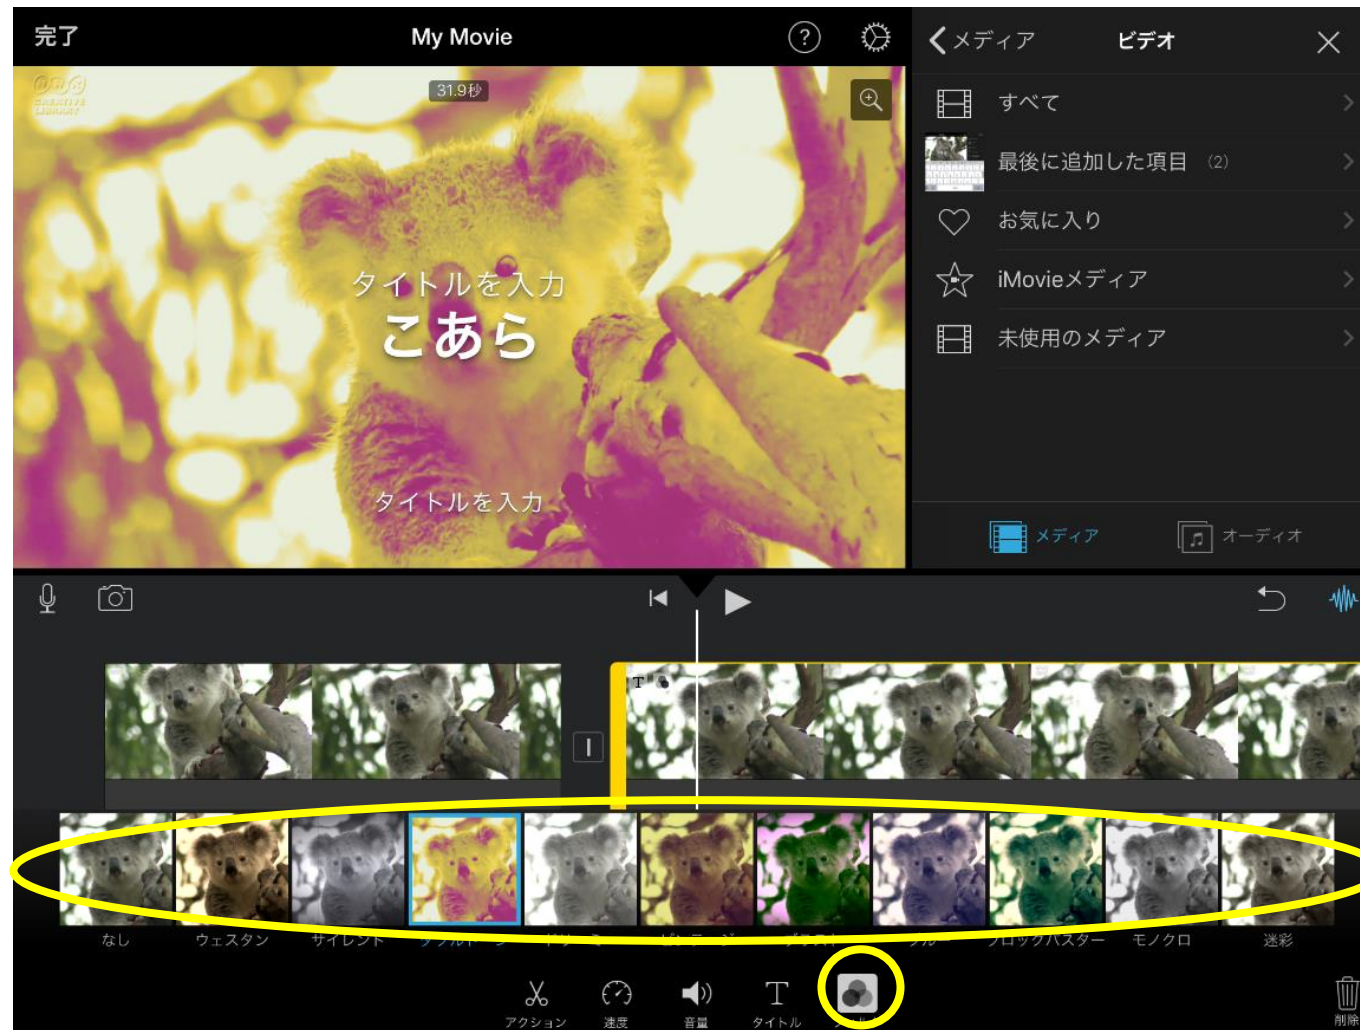 完了
My Movie
?
メディア
ビデオ
NHK
CREATIVE
LIBRARY
31.9秒
すべて
最後に追加した項目 (2)
お気に入り
iMovieメディア
未使用のメディア
タイトルを入力
こあら
タイトルを入力
メディア
オーディオ
T
なし
ウェスタン
サイレント
モノクロ
迷彩
ブロックバスター
T
アクション
速度
音量
タイトル
削除